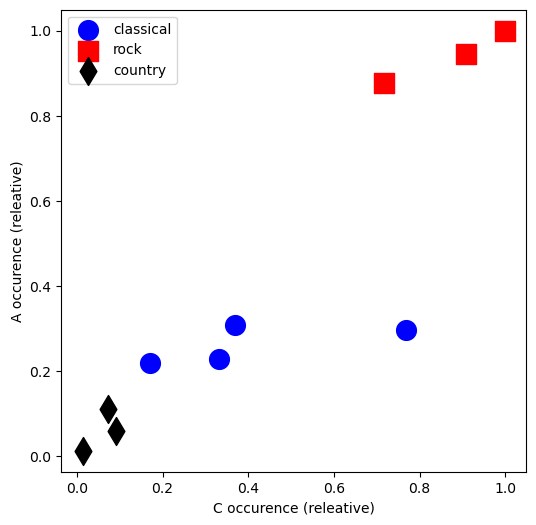 classical
rock
country
1.0
0.8
0.6
0.4
0.2
0.0
A occurence (releative)
0.0 0.2 0.4 0.6 0.8 1.0
C occurence (releative)